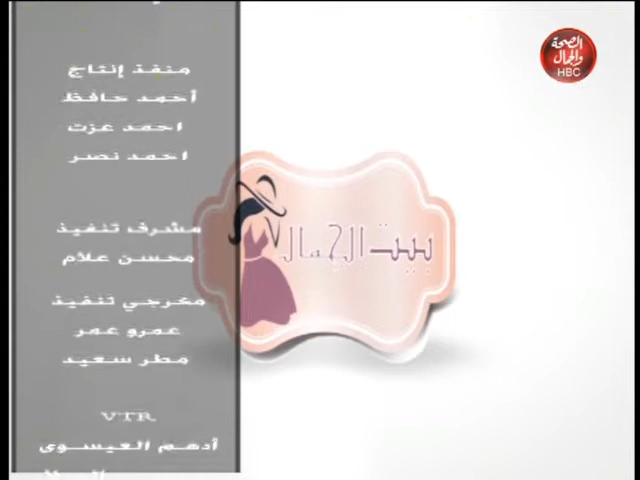 الصحة
والجمال
HBC
منفذ إنتاج
أحمد حافظ
احمد عزت
احمد نصر
مشرف تنفيذ
محسن علام
مخرجي تنفيذ
عمرو عمر
مطر سعيد
VTR
أدهم العيسوى
بيت الجمال